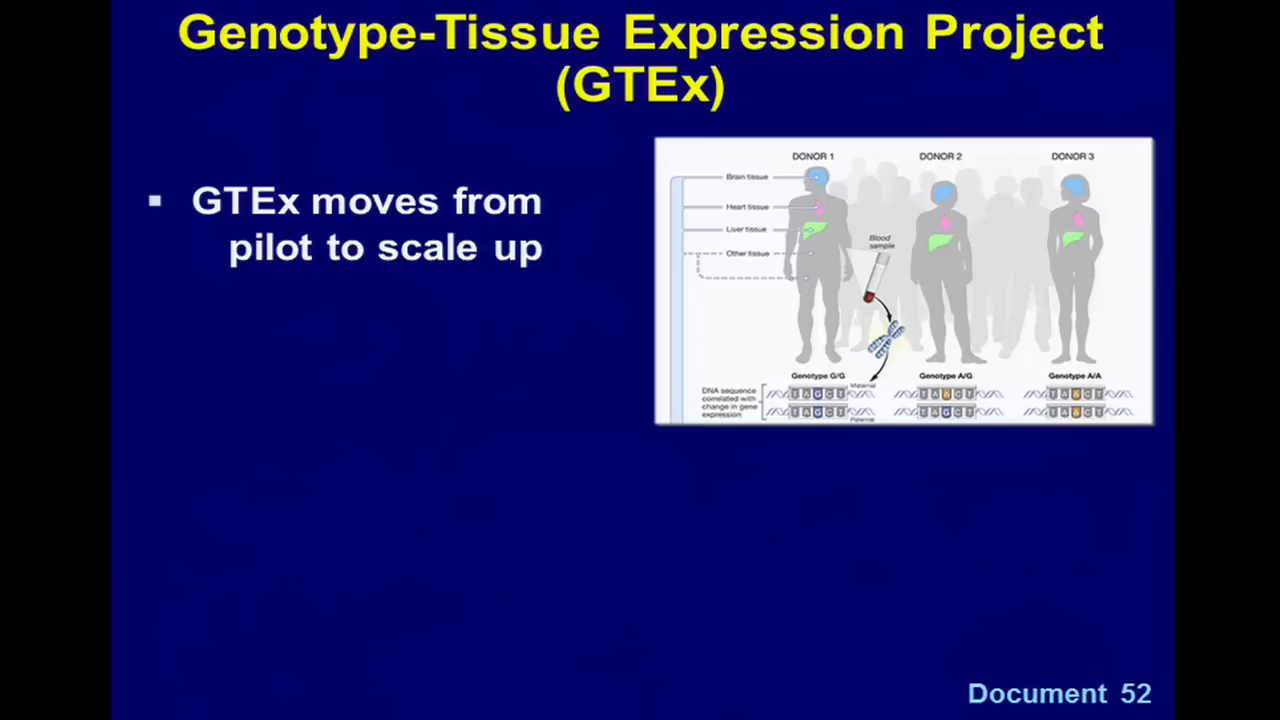 Genotype-Tissue Expression Project
(GTEx)
▪ GTEx moves from
pilot to scale up
DONOR 1
DONOR 2
DONOR 3
Brain tissue
Heart tissue
Liver tissue
Other tissue
Blood
sample
Genotype G/G
Genotype A/G
Genotype A/A
Maternal
DNA sequence
correlated with
change in gene
expression
T A G C T
T A A C T
T A A C T
T A G C T
T A G C T
T A A C T
Paternal
Document 52